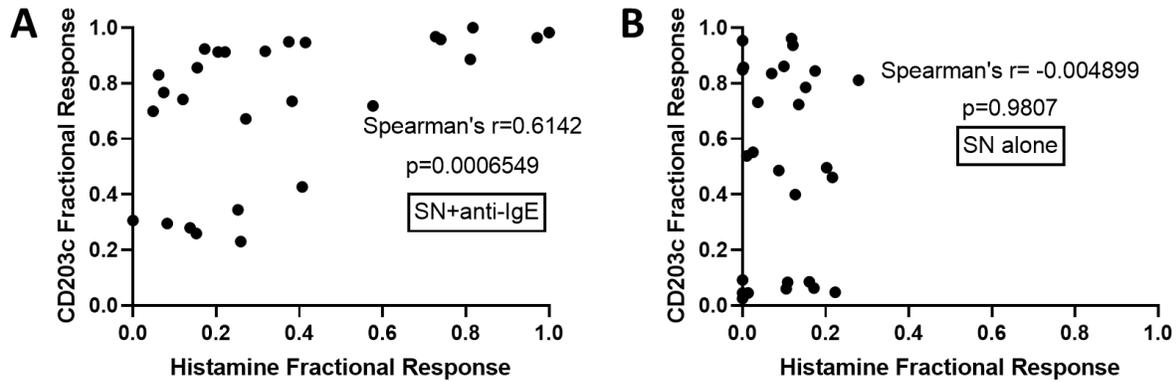 A
CD203c Fractional Response
1.0
0.8
0.6
0.4
0.2
0.0
Spearman's r=0.6142
p=0.0006549
SN+anti-IgE
0.0 0.2 0.4 0.6 0.8 1.0
Histamine Fractional Response
B
CD203c Fractional Response
1.0
0.8
0.6
0.4
0.2
0.0
Spearman's r= -0.004899
p=0.9807
SN alone
0.0 0.2 0.4 0.6 0.8 1.0
Histamine Fractional Response